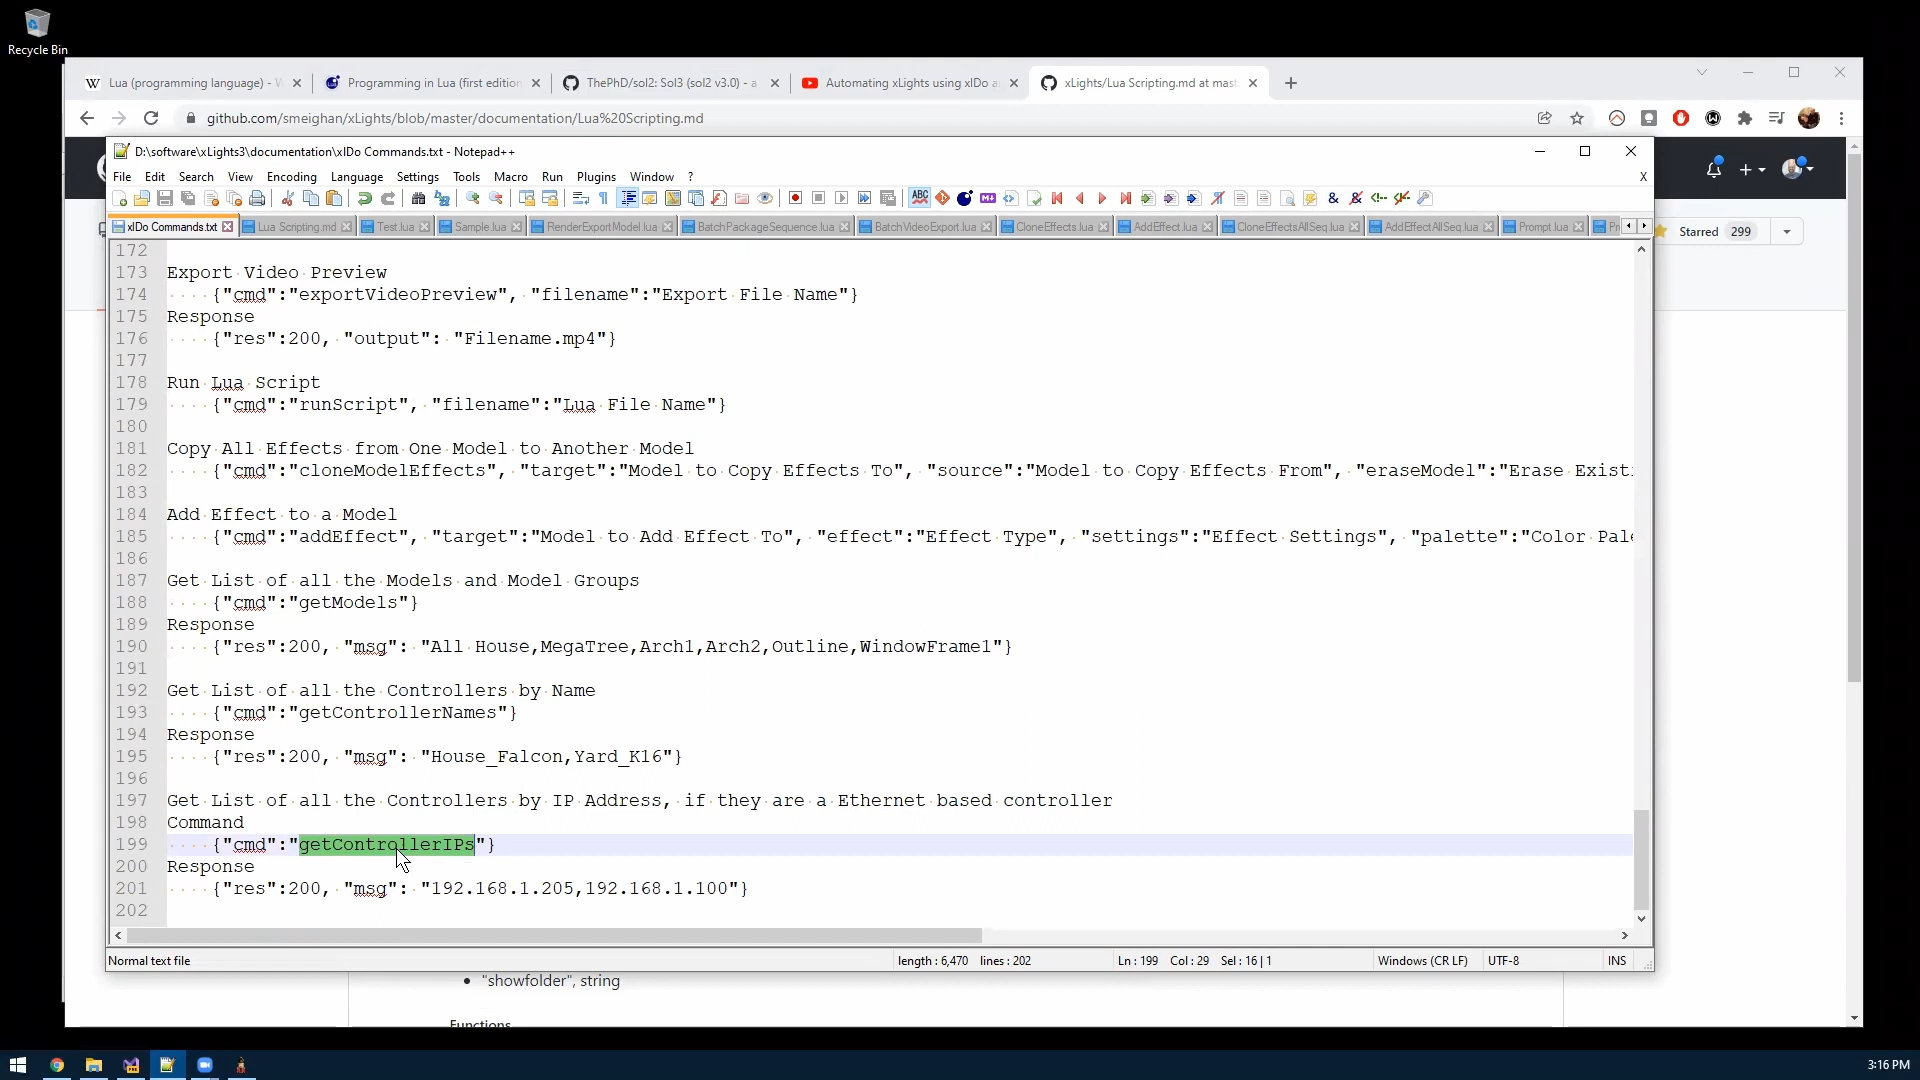 Recycle Bin
Lua (programming language) - W
Programming in Lua (first edition
ThePhD/sol2: Sol3 (sol2 v3.0) - a
Automating xLights using xlDo a
xLights/Lua Scripting.md at mast
github.com/smeighan/xLights/blob/master/documentation/Lua%20Scripting.md
D:\software\xLights3\documentation\xlDo Commands.txt - Notepad++
File Edit Search View Encoding Language Settings Tools Macro Run Plugins Window ?
X
xlDo Commands.txt
Lua Scripting.md
Test.lua
Sample.lua
RenderExportModel.lua
BatchPackageSequence.lua
BatchVideoExport.lua
CloneEffects.lua
AddEffect.lua
CloneEffectsAllSeq.lua
AddEffectAllSeq.lua
Prompt.lua
Starred 299
172
173 Export Video Preview
174 {"cmd":"exportVideoPreview", "filename":"Export File Name"}
175 Response
176 {"res":200, "output": "Filename.mp4"}
177
178 Run Lua Script
179 {"cmd":"runScript", "filename":"Lua File Name"}
180
181 Copy All Effects from One Model to Another Model
182 {"cmd":"cloneModelEffects", "target":"Model to Copy Effects To", "source":"Model to Copy Effects From", "eraseModel":"Erase Exist
183
184 Add Effect to a Model
185 {"cmd":"addEffect", "target":"Model to Add Effect To", "effect":"Effect Type", "settings":"Effect Settings", "palette":"Color Pale
186
187 Get List of all the Models and Model Groups
188 {"cmd":"getModels"}
189 Response
190 {"res":200, "msg": "All House,MegaTree,Arch1,Arch2,Outline,WindowFrame1"}
191
192 Get List of all the Controllers by Name
193 {"cmd":"getControllerNames"}
194 Response
195 {"res":200, "msg": "House_Falcon,Yard_K16"}
196
197 Get List of all the Controllers by IP Address, if they are a Ethernet based controller
198 Command
199 {"cmd":"getControllerIPs"}
200 Response
201 {"res":200, "msg": "192.168.1.205,192.168.1.100"}
202
Normal text file
length : 6,470 lines : 202
Ln : 199 Col : 29 Sel : 16 | 1
Windows (CR LF)
UTF-8
INS
• "showfolder", string
Functions
3:16 PM